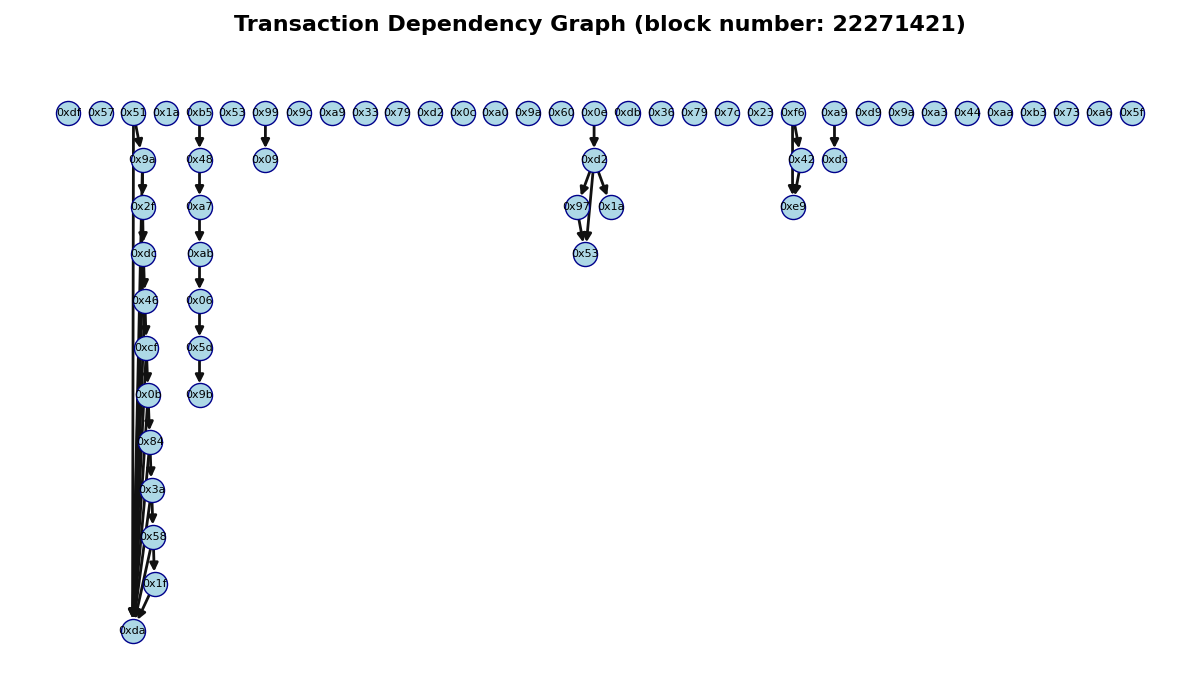 Transaction Dependency Graph (block number: 22271421)
0xdf 0x57 0x51 0x1a 0xb5 0x53 0x99 0x9c 0xa9 0x33 0x79 0xd2 0x0c 0xa0 0x9a 0x60 0x0e 0xdb 0x36 0x79 0x7c 0x23 0xf6 0xa9 0xd9 0x9a 0xa3 0x44 0xaa 0xb3 0x73 0xa6 0x5f
0x9a 0x48 0x09 0xd2 0x42 0xdc
0x2f 0xa7 0x97 0x1a 0xe9
0xdc 0xab 0x53
0x46 0x06
0xcf 0x5d
0x0b 0x9b
0x84
0x3a
0x58
0x1f
0xda